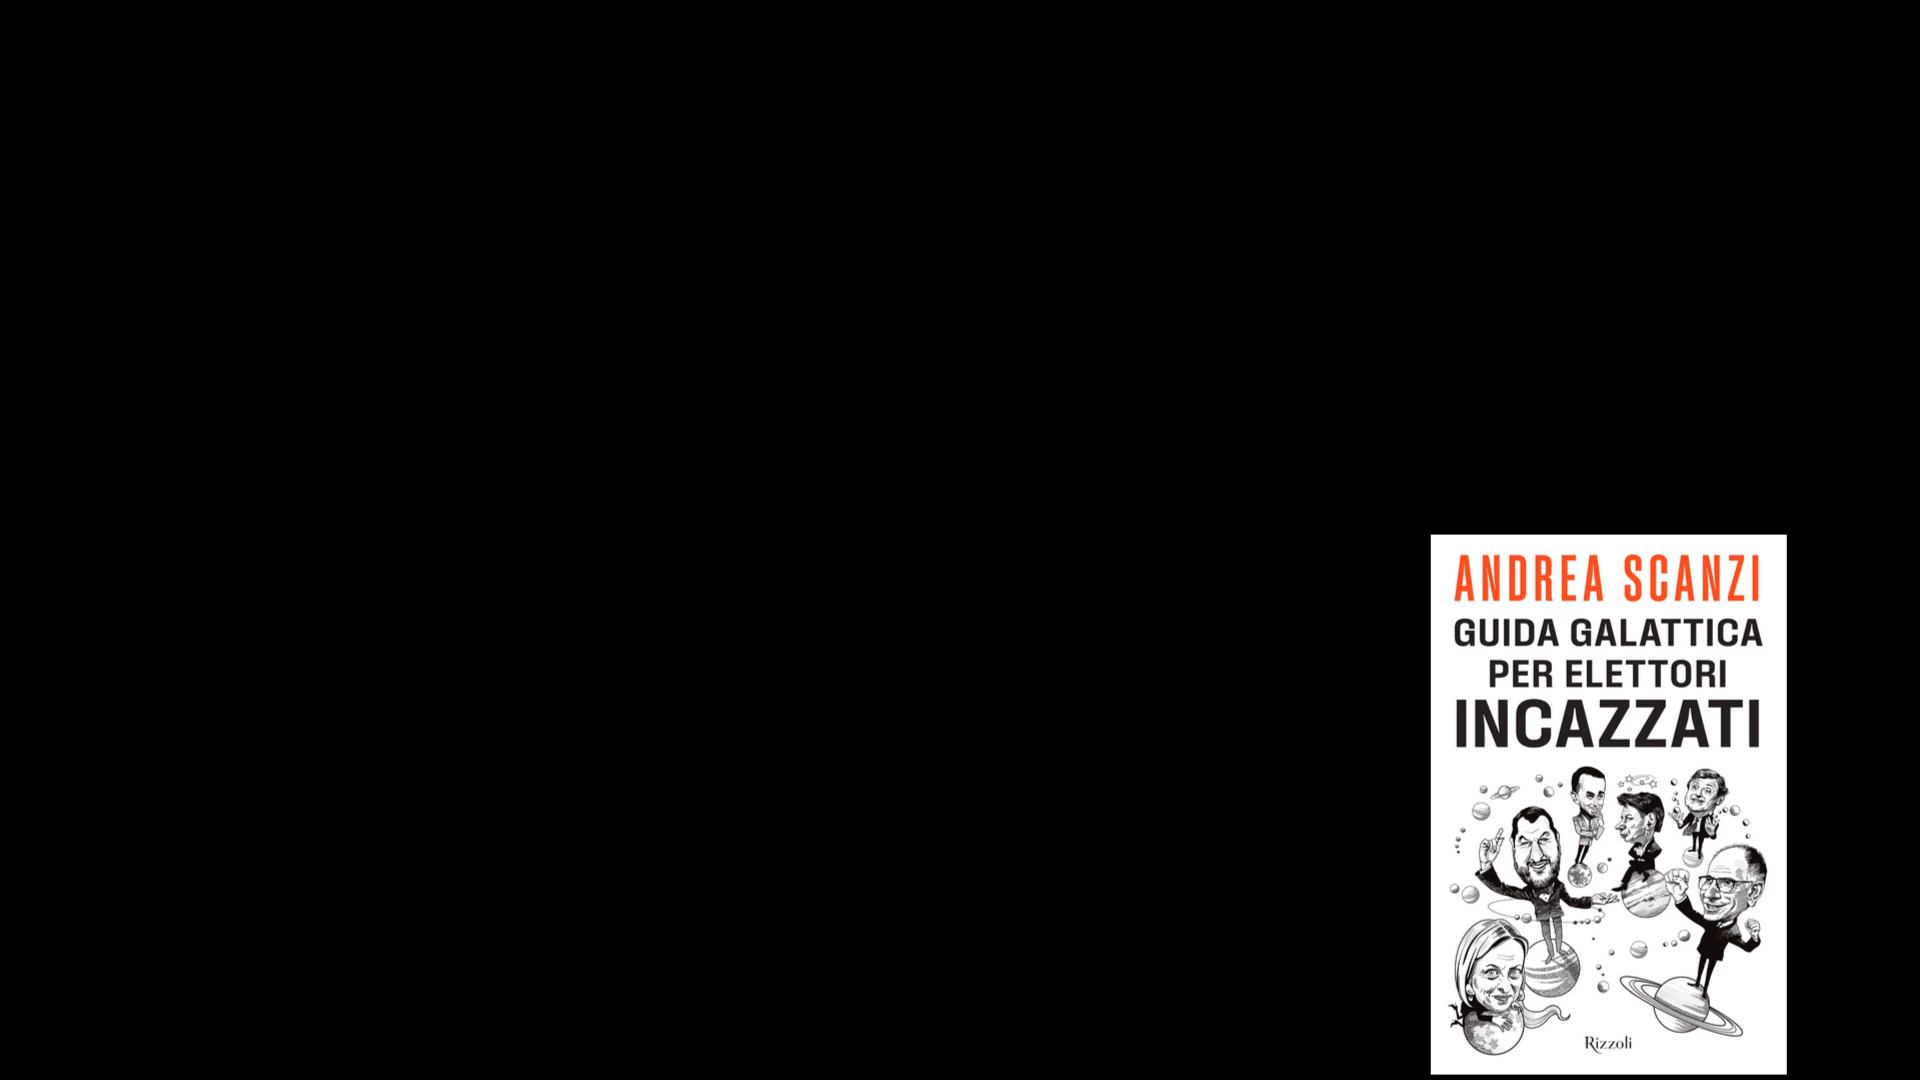 ANDREA SCANZI
GUIDA GALATTICA
PER ELETTORI
INCAZZATI
Rizzoli